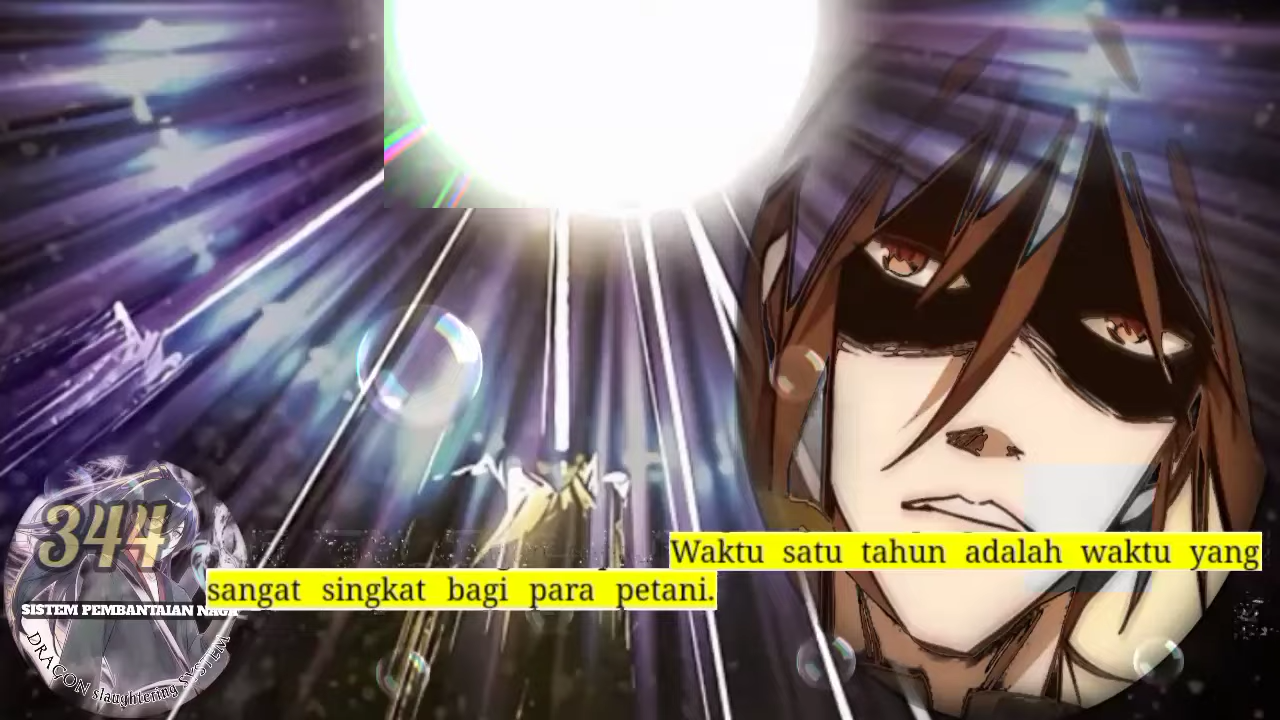 Waktu satu tahun adalah waktu yang
sangat singkat bagi para petani.
344
SISTEM PEMBANTAIAN NAGA
DRAGON slaughtering SYSTEM